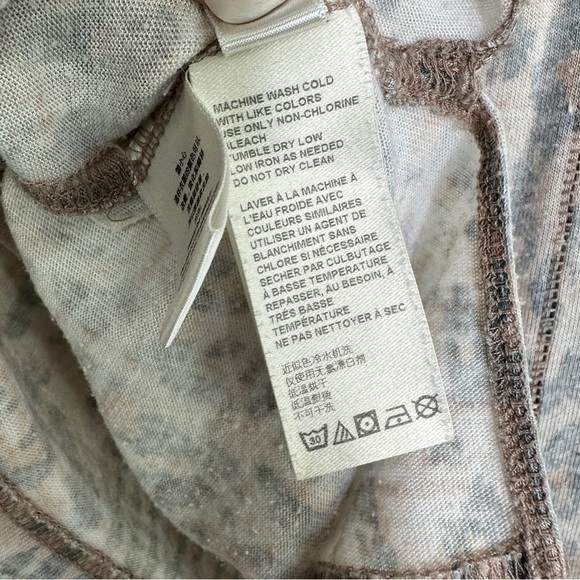 MACHINE WASH COLD
WITH LIKE COLORS
USE ONLY NON-CHLORINE
BLEACH
TUMBLE DRY LOW
LOW IRON AS NEEDED
DO NOT DRY CLEAN
LAVER À LA MACHINE À
L'EAU FROIDE AVEC
COULEURS SIMILAIRES
UTILISER UN AGENT DE
BLANCHIMENT SANS
CHLORE SI NÉCESSAIRE
SÉCHER PAR CULBUTAGE
À BASSE TEMPERATURE
REPASSER, AU BESOIN, À
TRÈS BASSE
TEMPÉRATURE
NE PAS NETTOYER À SEC
近似色冷水机洗
仅使用无氯漂白剂
低温烘干
低温熨烫
不可干洗
30